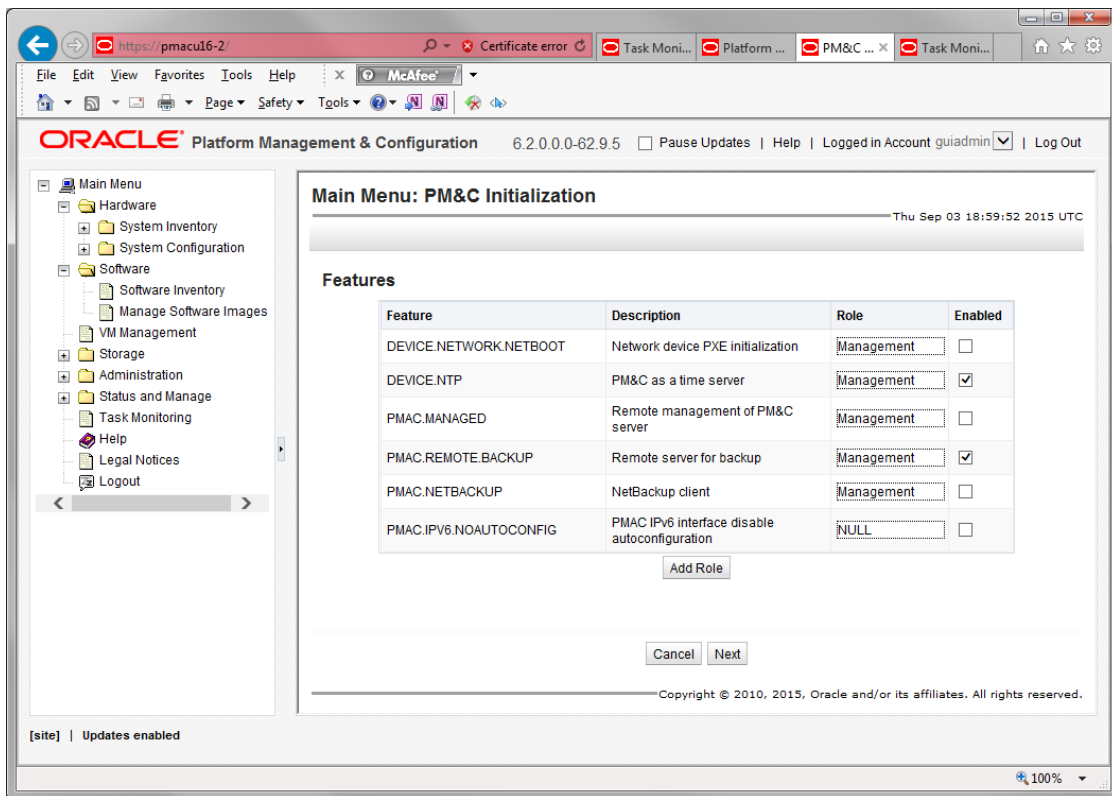 https://pmacu16-2/
Certificate error
Task Moni...
Platform ...
PM&C ...
Task Moni...
File Edit View Favorites Tools Help
x
McAfee
Page Safety Tools
ORACLE Platform Management & Configuration 6.2.0.0.0-62.9.5 Pause Updates | Help | Logged in Account guiadmin | Log Out
Main Menu
Hardware
System Inventory
System Configuration
Software
Software Inventory
Manage Software Images
VM Management
Storage
Administration
Status and Manage
Task Monitoring
Help
Legal Notices
Logout
Main Menu: PM&C Initialization
Thu Sep 03 18:59:52 2015 UTC
Features
Feature Description Role Enabled
DEVICE.NETWORK.NETBOOT Network device PXE initialization Management
DEVICE.NTP PM&C as a time server Management
PMAC.MANAGED Remote management of PM&C server Management
PMAC.REMOTE.BACKUP Remote server for backup Management
PMAC.NETBACKUP NetBackup client Management
PMAC.IPV6.NOAUTOCONFIG PMAC IPv6 interface disable autoconfiguration NULL
Add Role
Cancel Next
Copyright © 2010, 2015, Oracle and/or its affiliates. All rights reserved.
[site] | Updates enabled
100%